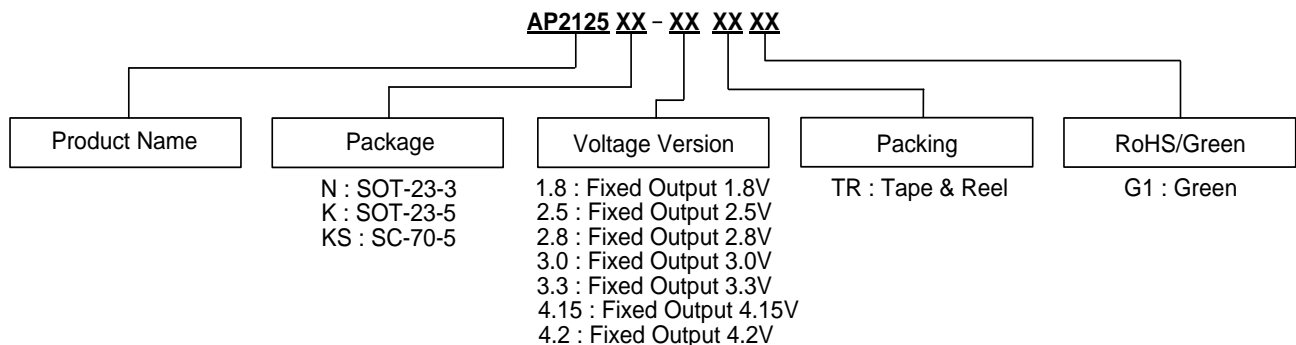 AP2125 XX – XX XX XX
Product Name
Package
Voltage Version
Packing
RoHS/Green
N : SOT-23-3
K : SOT-23-5
KS : SC-70-5
1.8 : Fixed Output 1.8V
2.5 : Fixed Output 2.5V
2.8 : Fixed Output 2.8V
3.0 : Fixed Output 3.0V
3.3 : Fixed Output 3.3V
4.15 : Fixed Output 4.15V
4.2 : Fixed Output 4.2V
TR : Tape & Reel
G1 : Green